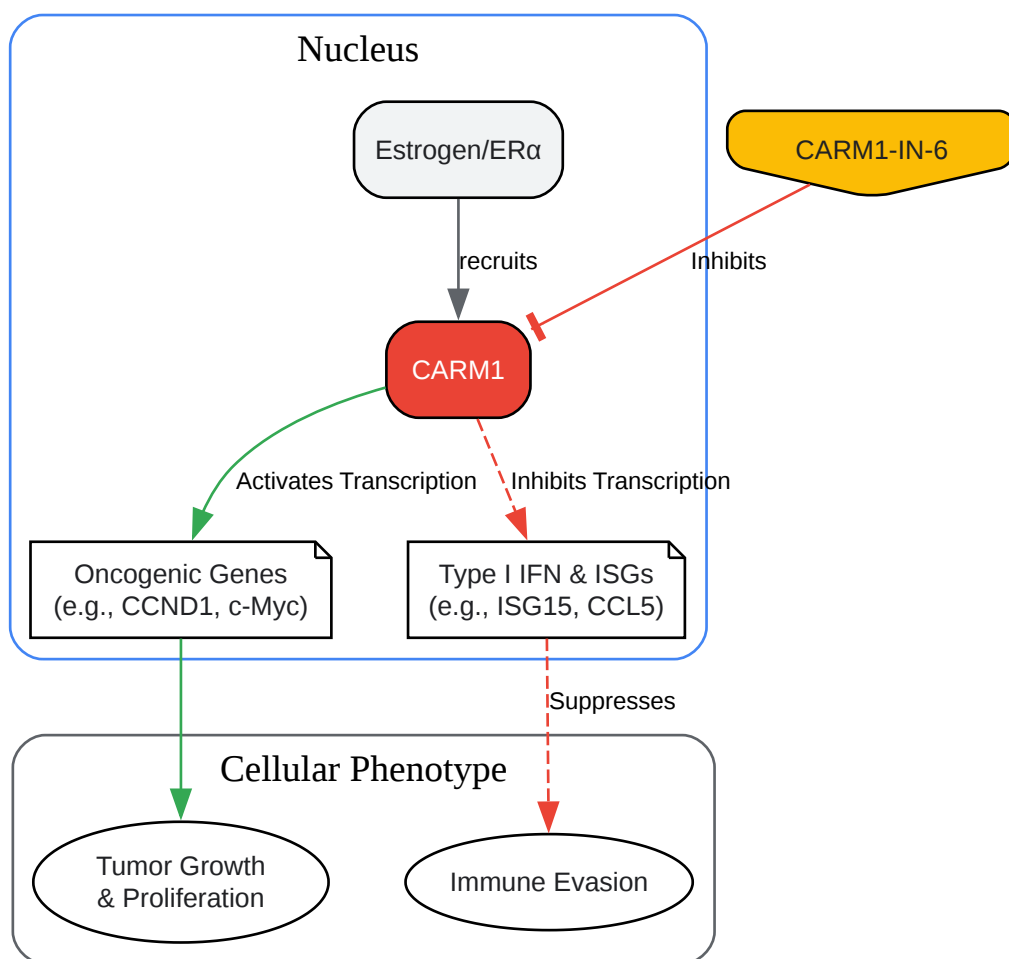 Nucleus
Estrogen/ERα
CARM1-IN-6
recruits
Inhibits
CARM1
Activates Transcription
Inhibits Transcription
Oncogenic Genes
(e.g., CCND1, c-Myc)
Type I IFN & ISGs
(e.g., ISG15, CCL5)
Suppresses
Cellular Phenotype
Tumor Growth
& Proliferation
Immune Evasion